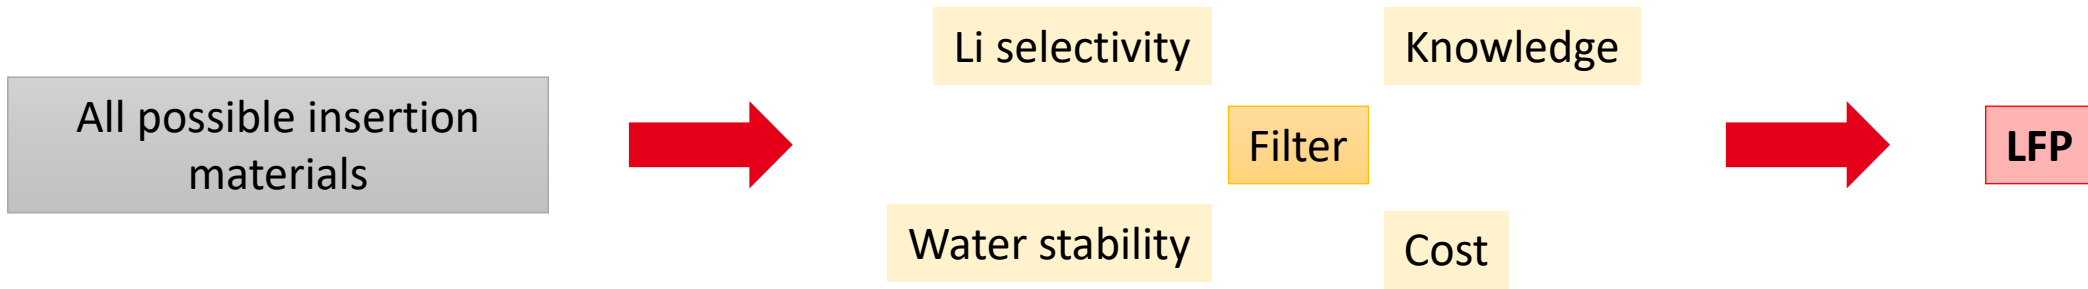 All possible insertion
materials
Li selectivity
Knowledge
Filter
Water stability
Cost
LFP